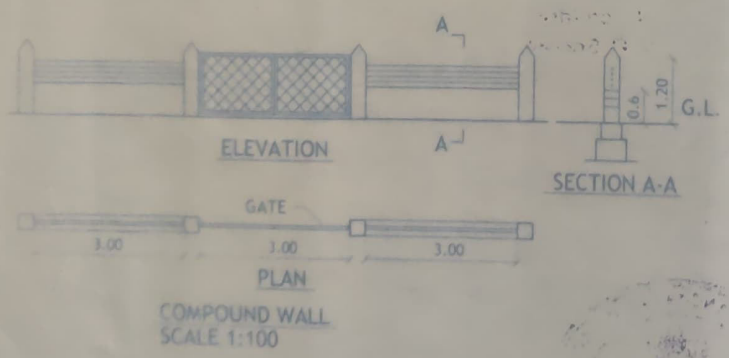 A
A
ELEVATION
0.6
1.20
G.L.
SECTION A-A
GATE
3.00
3.00
3.00
PLAN
COMPOUND WALL
SCALE 1:100